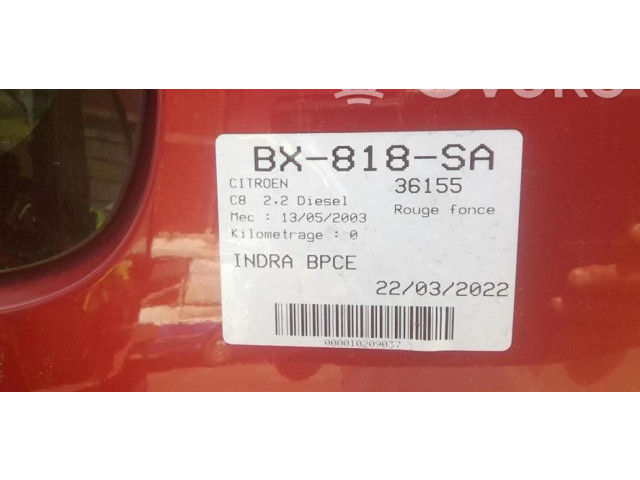 BX-818-SA
CITROEN 36155
C8 2.2 Diesel
Mec : 13/05/2003 Rouge fonce
Kilometrage : 0
INDRA BPCE
22/03/2022
000010209037